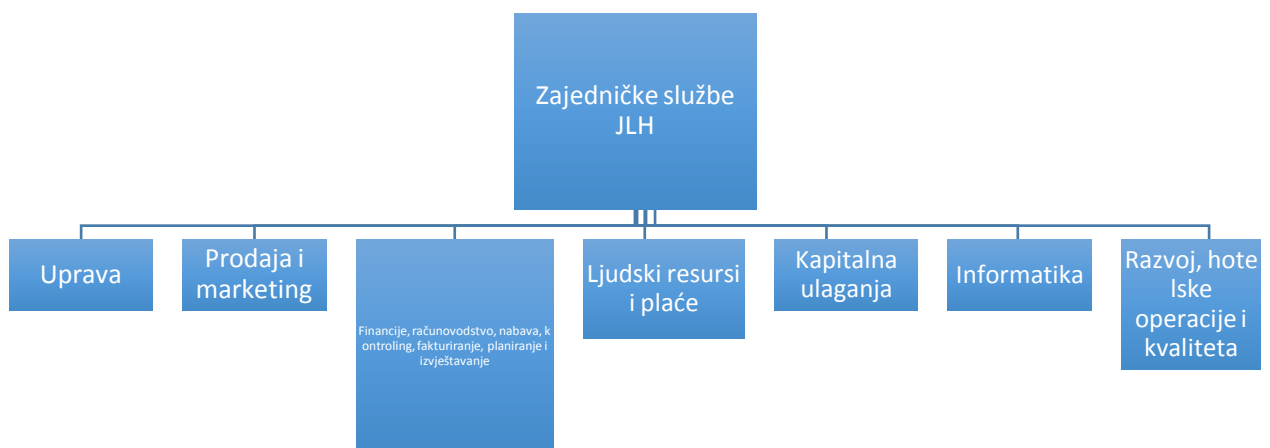 Zajedničke službe
JLH
Uprava
Prodaja i
marketing
Financije, računovodstvo, nabava, k
ontroling, fakturiranje, planiranje i
izvještavanje
Ljudski resursi
i plaće
Kapitalna
ulaganja
Informatika
Razvoj, hote
lske
operacije i
kvaliteta